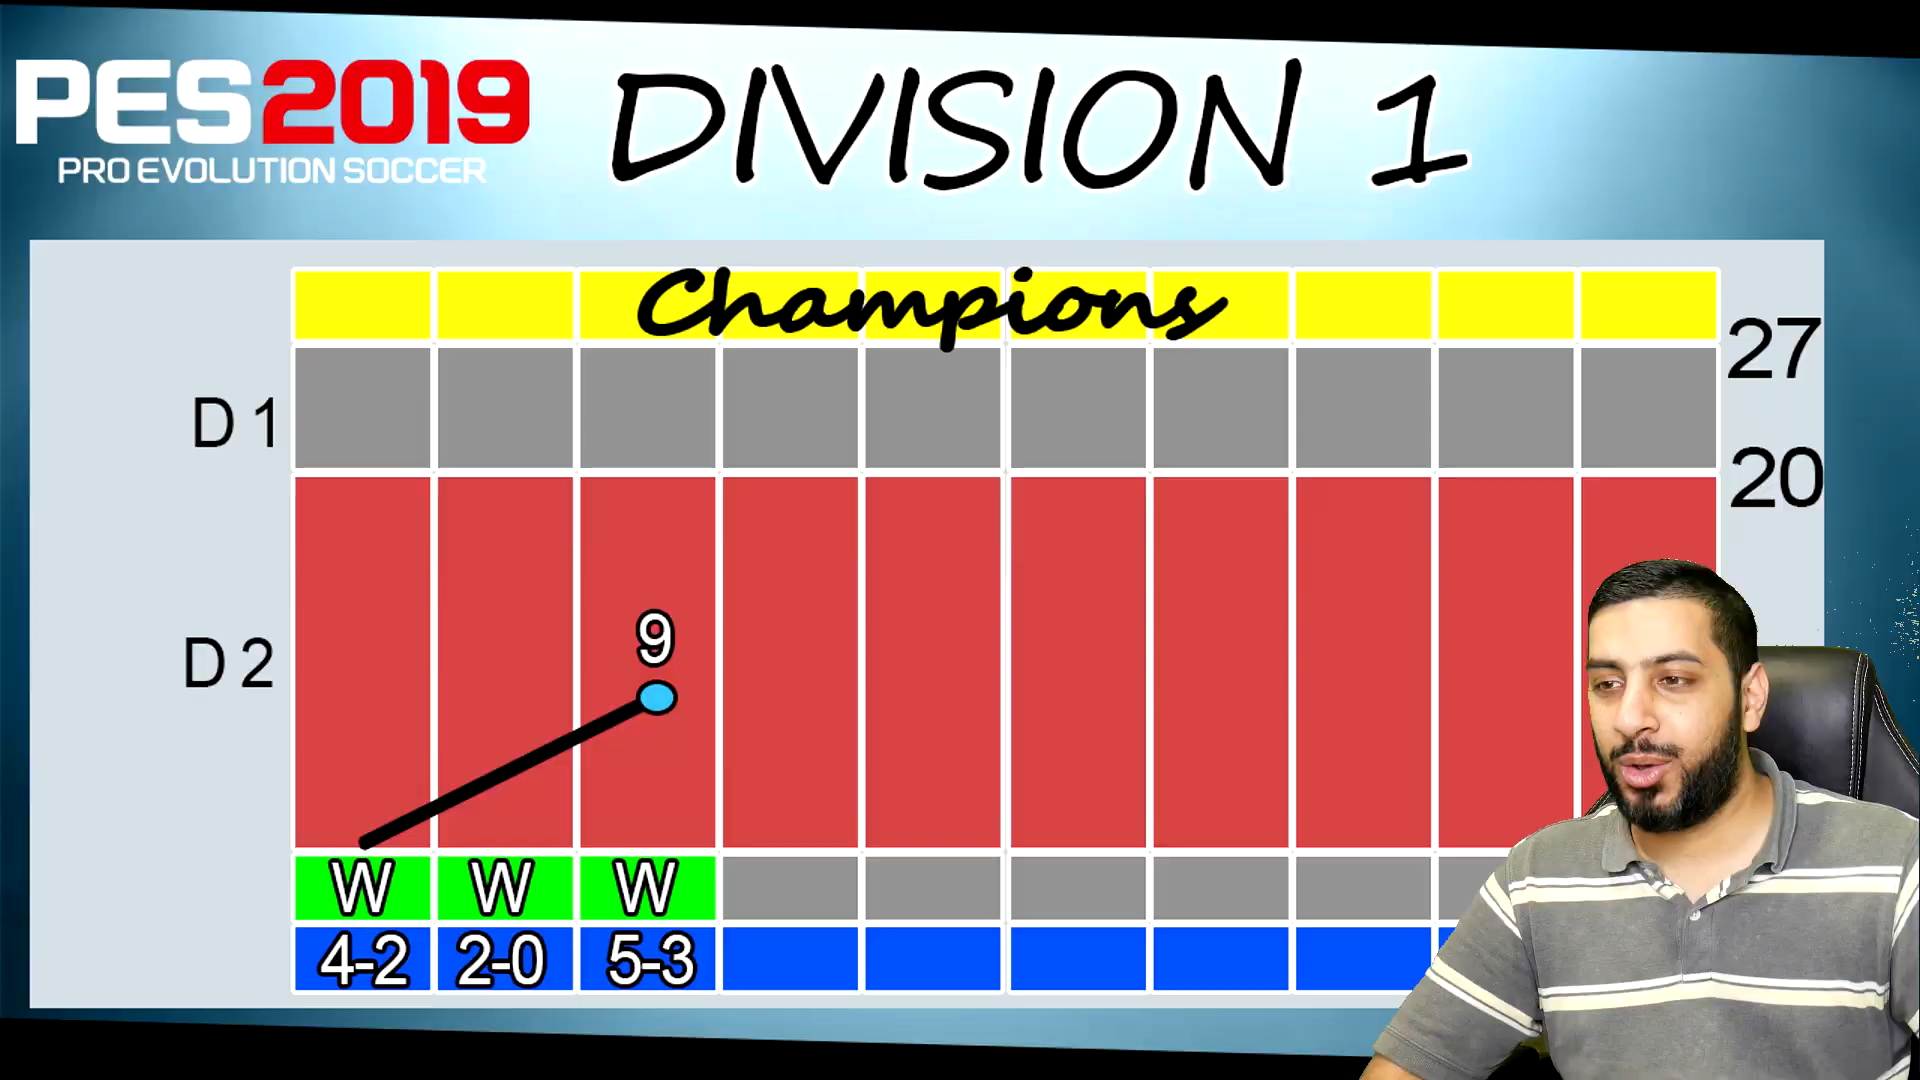 PES2019
PRO EVOLUTION SOCCER
DIVISION 1
Champions
27
D1
20
9
D2
W W W
4-2 2-0 5-3